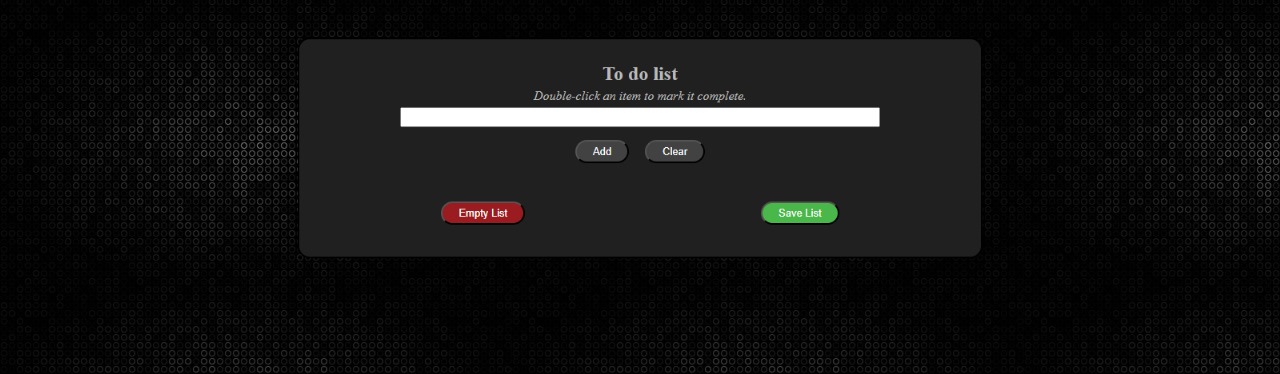 To do list
Double-click an item to mark it complete.
Add Clear
Empty List Save List